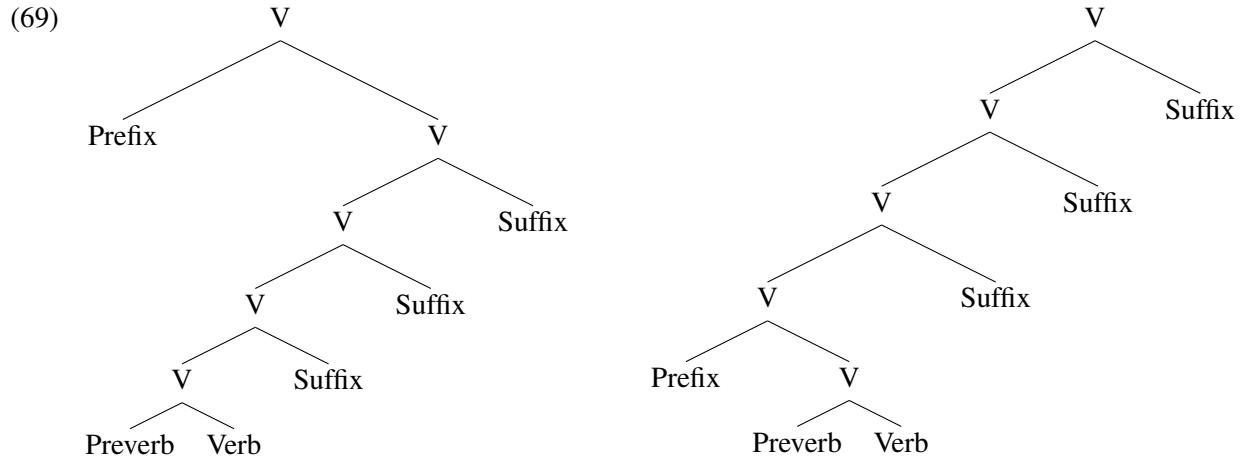 (69) V V
Prefix V V Suffix
V Suffix V Suffix
V Suffix V Suffix
V Suffix Prefix V
Preverb Verb Preverb Verb